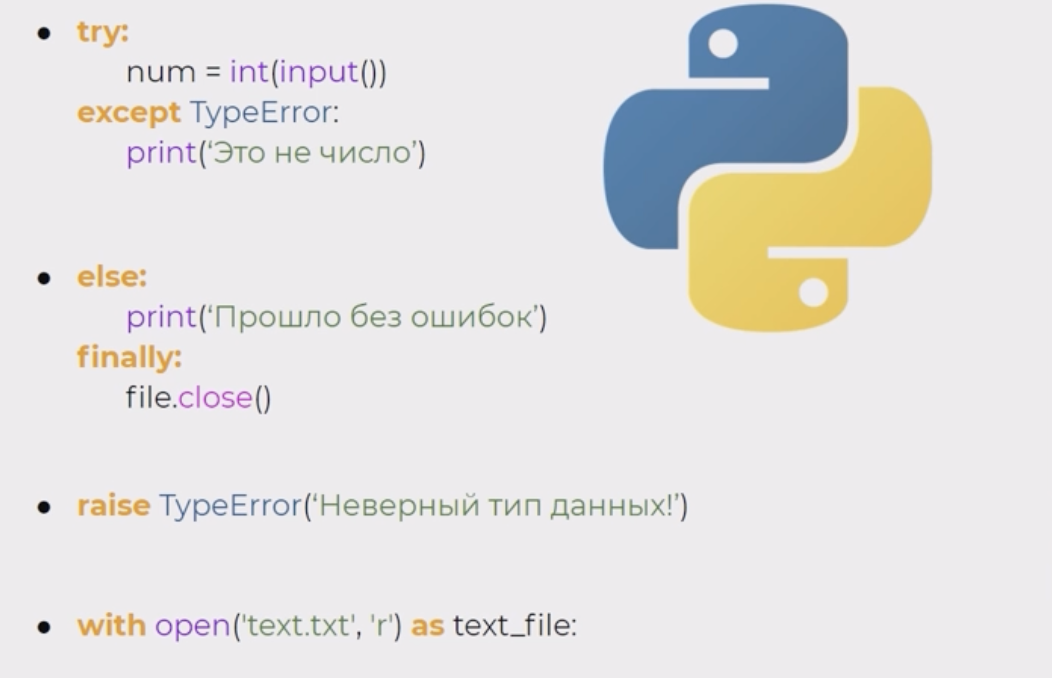 • try:
num = int(input())
except TypeError:
print(‘Это не число’)
• else:
print(‘Прошло без ошибок’)
finally:
file.close()
• raise TypeError(‘Неверный тип данных!’)
• with open('text.txt', 'r') as text_file: